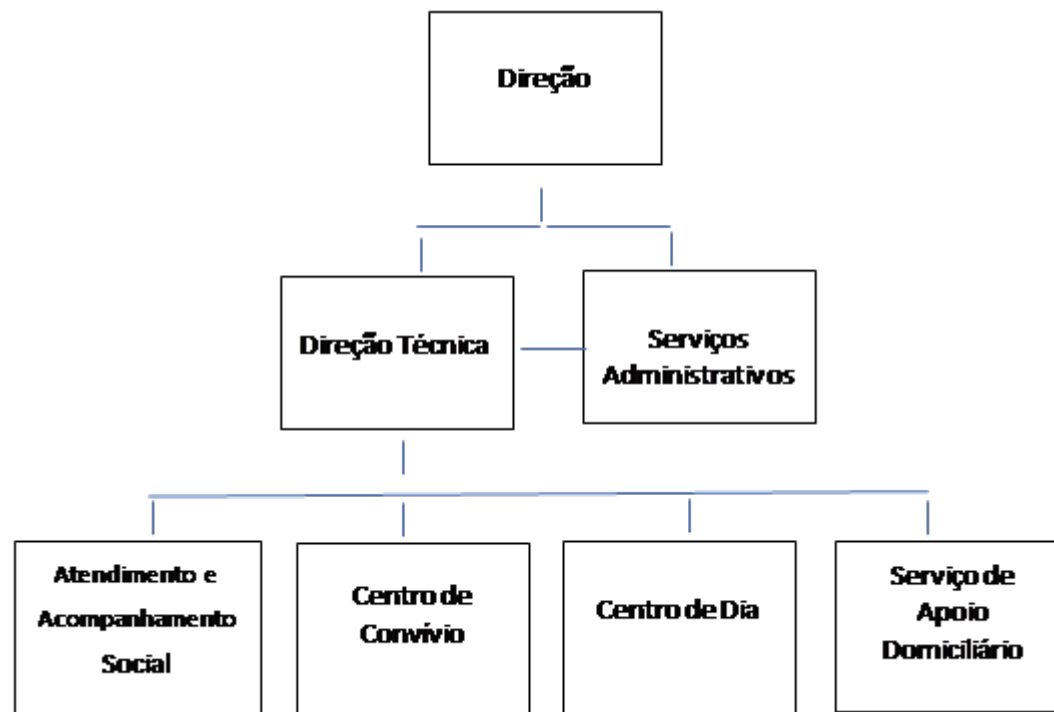 Direção
Direção Técnica
Serviços
Administrativos
Atendimento e
Acompanhamento
Social
Centro de
Convívio
Centro de Dia
Serviço de
Apoio
Domiciliário